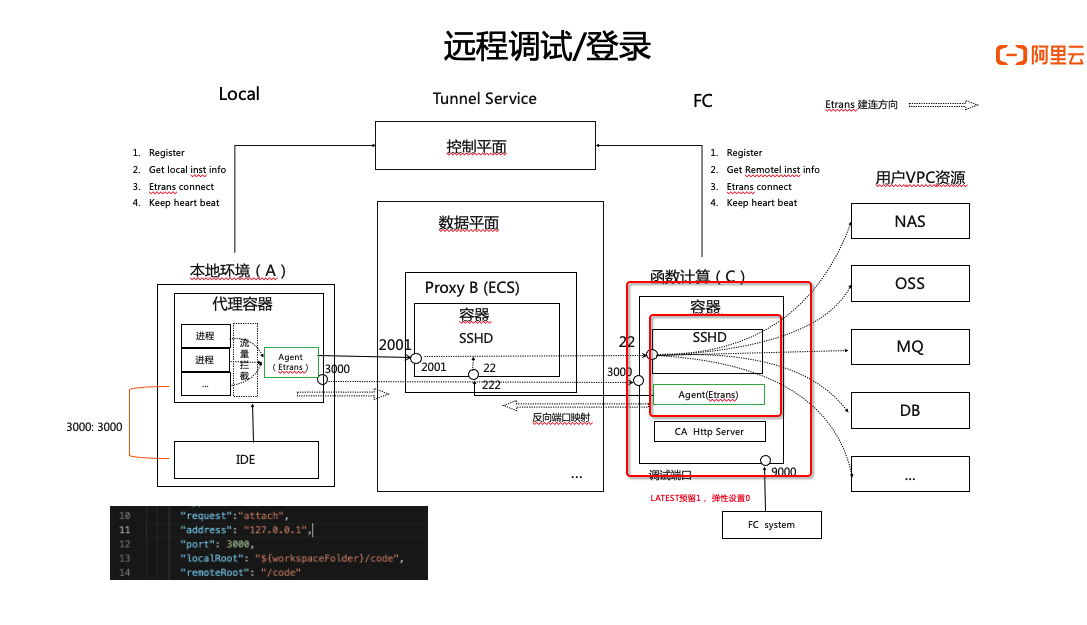 远程调试/登录
阿里云
Local
Tunnel Service
FC
Etrans 建连方向
控制平面
1. Register
2. Get local inst info
3. Etrans connect
4. Keep heart beat
1. Register
2. Get Remotel inst info
3. Etrans connect
4. Keep heart beat
用户VPC资源
NAS
OSS
MQ
DB
...
数据平面
本地环境（A）
代理容器
进程
进程
...
流量拦截
Agent
（Etrans）
3000
IDE
3000: 3000
Proxy B (ECS)
容器
SSHD
2001
2001
22
222
反向端口映射
...
函数计算（C）
容器
SSHD
22
3000
Agent(Etrans)
CA Http Server
调试端口
9000
LATEST预留1，弹性设置0
FC system
10 "request":"attach",
11 "address": "127.0.0.1",
12 "port": 3000,
13 "localRoot": "${workspaceFolder}/code",
14 "remoteRoot": "/code"